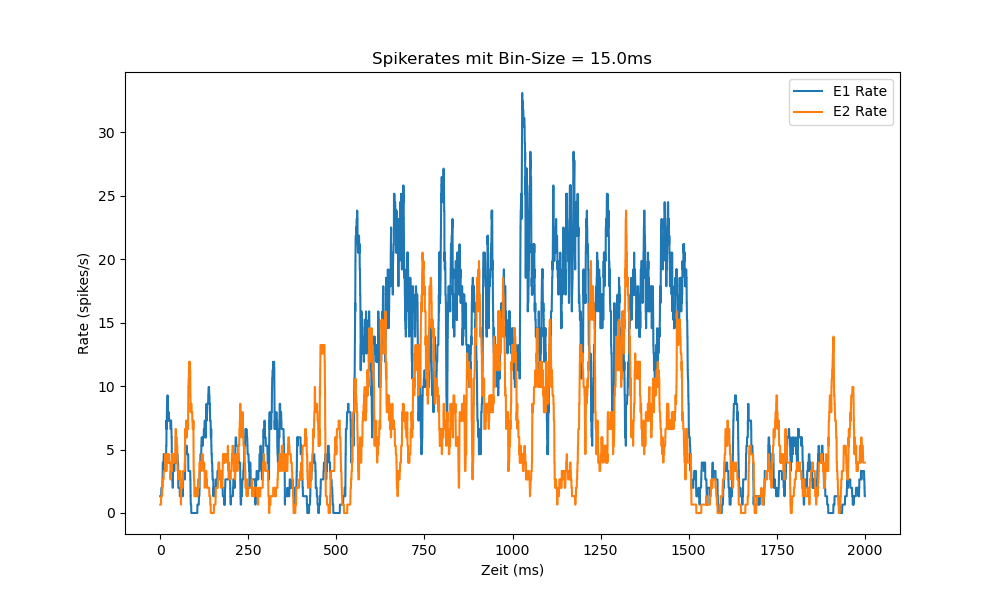 Spikerates mit Bin-Size = 15.0ms
E1 Rate
E2 Rate
Rate (spikes/s)
30
25
20
15
10
5
0
0 250 500 750 1000 1250 1500 1750 2000
Zeit (ms)